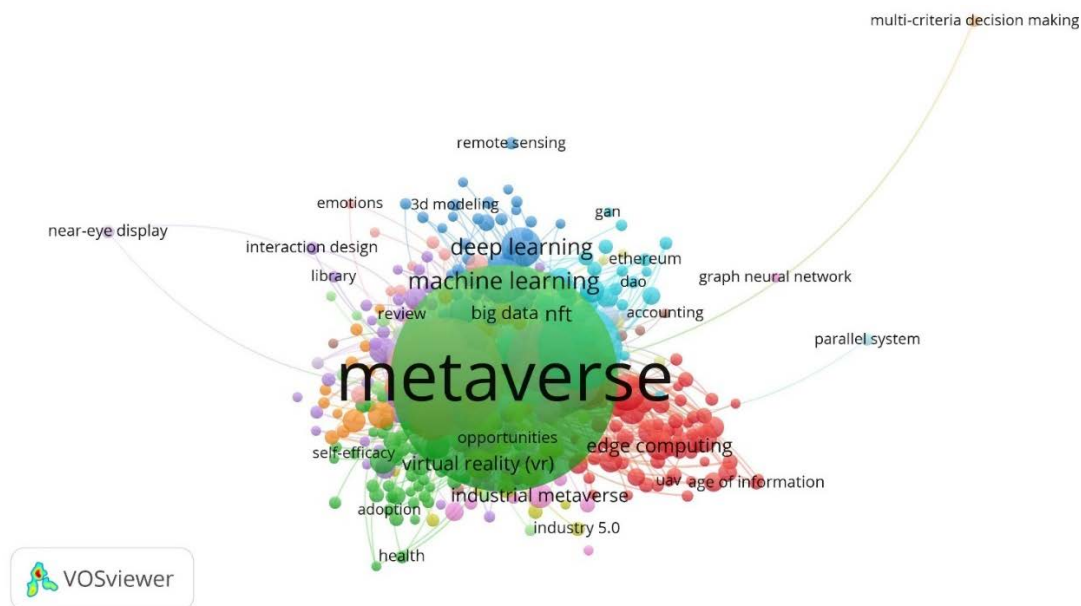 multi-criteria decision making
remote sensing
emotions
3d modeling
gan
near-eye display
interaction design
deep learning
ethereum
library
machine learning
dao
graph neural network
review
big data
nft
accounting
parallel system
metaverse
opportunities
edge computing
self-efficacy
virtual reality (vr)
uav
age of information
industrial metaverse
adoption
industry 5.0
health
VOSviewer